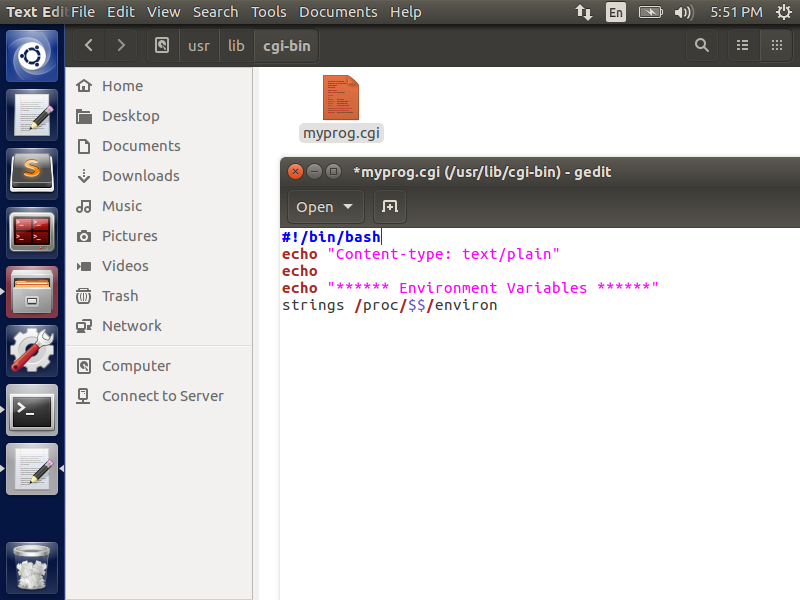 Text Edi File Edit View Search Tools Documents Help En 5:51 PM
usr lib cgi-bin
Home
Desktop
Documents
Downloads
Music
Pictures
Videos
Trash
Network
Computer
Connect to Server
myprog.cgi
*myprog.cgi (/usr/lib/cgi-bin) - gedit
Open
#!/bin/bash
echo "Content-type: text/plain"
echo
echo "****** Environment Variables ******"
strings /proc/$$/environ